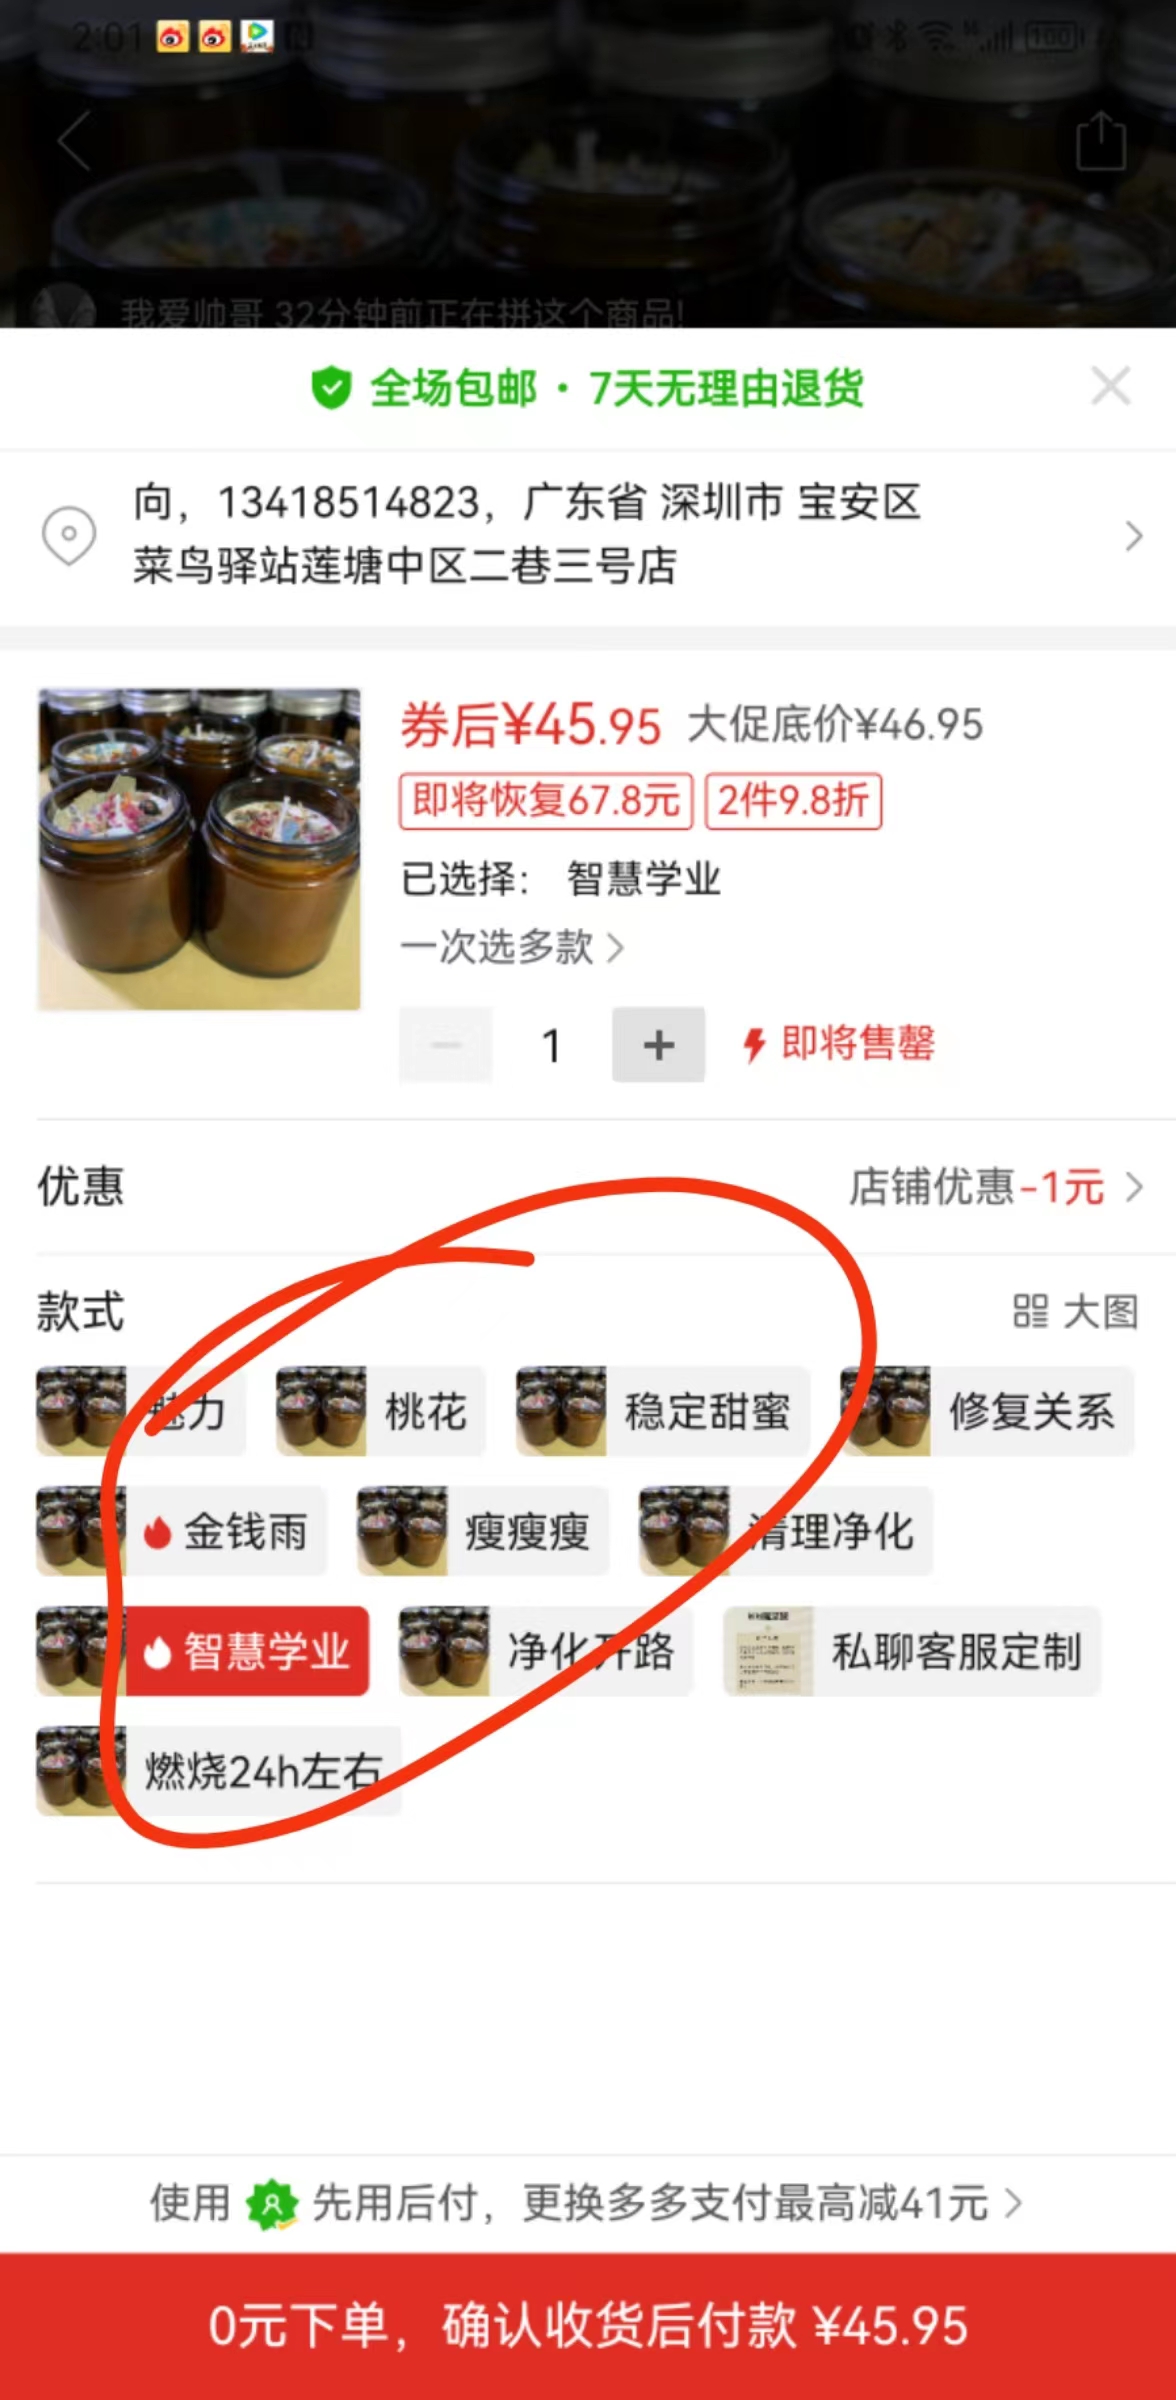 2:01
100
我爱帅哥 32分钟前正在拼这个商品!
全场包邮·7天无理由退货
向，13418514823，广东省 深圳市 宝安区
菜鸟驿站莲塘中区二巷三号店
券后¥45.95 大促底价¥46.95
即将恢复67.8元 2件9.8折
已选择： 智慧学业
一次选多款
1 即将售罄
优惠 店铺优惠-1元
款式 大图
魅力 桃花 稳定甜蜜 修复关系
金钱雨 瘦瘦瘦 清理净化
智慧学业 净化开路 私聊客服定制
燃烧24h左右
使用 先用后付，更换多多支付最高减41元
0元下单，确认收货后付款 ¥45.95